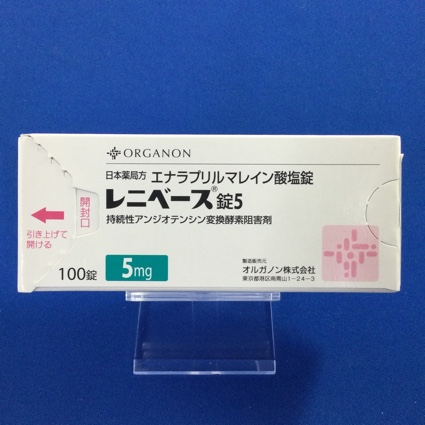 ORGANON
日本薬局方 エナラプリルマレイン酸塩錠
レニベース®錠5
持続性アンジオテンシン変換酵素阻害剤
開封口
引き上げて
開ける
100錠 5mg
製造販売元
オルガノン株式会社
東京都港区南青山1-24-3